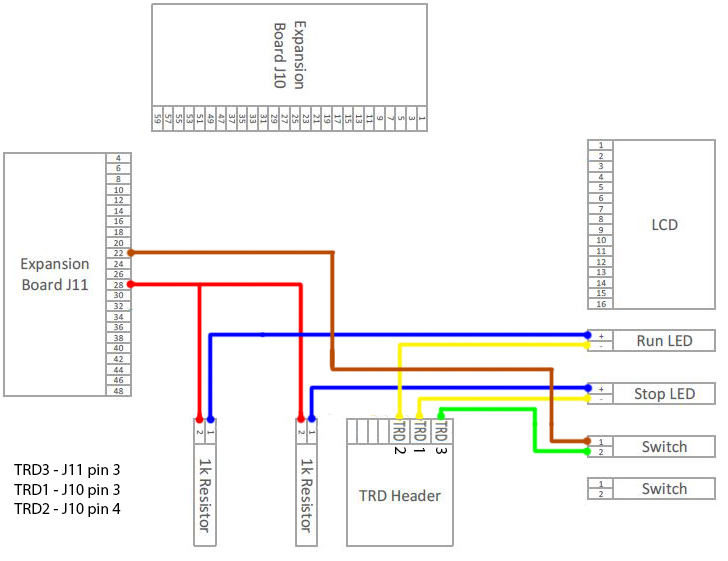 Expansion
Board J10
59 57 55 53 51 49 47 37 35 33 31 29 27 25 23 21 19 17 15 13 11 9 7 5 3 1
Expansion
Board J11
4
6
8
10
12
14
16
18
20
22
24
26
28
30
32
34
36
38
40
42
44
46
48
1
2
3
4
5
6
7
8
9
10
11
12
13
14
15
16
LCD
+
-
Run LED
+
-
Stop LED
1
2
Switch
1
2
Switch
2 1
1k Resistor
2 1
1k Resistor
TRD 2
TRD 1
TRD 3
TRD Header
TRD3 - J11 pin 3
TRD1 - J10 pin 3
TRD2 - J10 pin 4